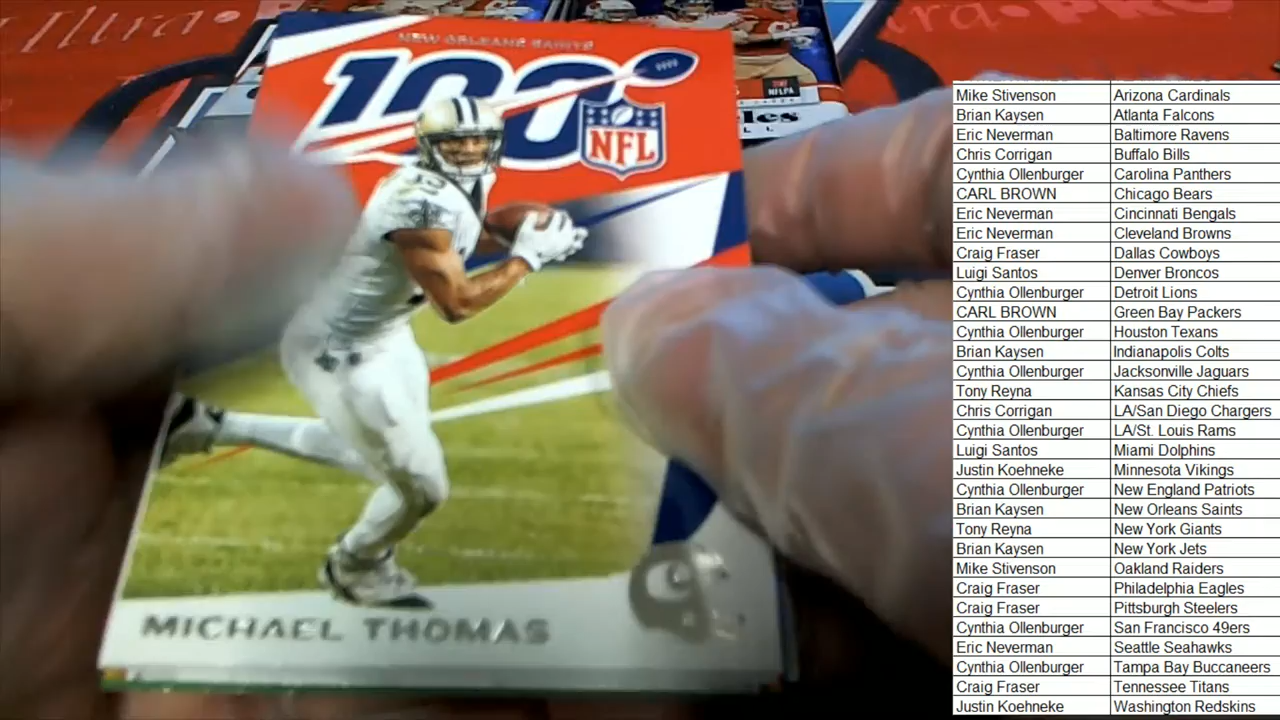 NEW ORLEANS SAINTS
100
NFL
MICHAEL THOMAS
NFLPA
Mike Stivenson Arizona Cardinals
Brian Kaysen Atlanta Falcons
Eric Neverman Baltimore Ravens
Chris Corrigan Buffalo Bills
Cynthia Ollenburger Carolina Panthers
CARL BROWN Chicago Bears
Eric Neverman Cincinnati Bengals
Eric Neverman Cleveland Browns
Craig Fraser Dallas Cowboys
Luigi Santos Denver Broncos
Cynthia Ollenburger Detroit Lions
CARL BROWN Green Bay Packers
Cynthia Ollenburger Houston Texans
Brian Kaysen Indianapolis Colts
Cynthia Ollenburger Jacksonville Jaguars
Tony Reyna Kansas City Chiefs
Chris Corrigan LA/San Diego Chargers
Cynthia Ollenburger LA/St. Louis Rams
Luigi Santos Miami Dolphins
Justin Koehneke Minnesota Vikings
Cynthia Ollenburger New England Patriots
Brian Kaysen New Orleans Saints
Tony Reyna New York Giants
Brian Kaysen New York Jets
Mike Stivenson Oakland Raiders
Craig Fraser Philadelphia Eagles
Craig Fraser Pittsburgh Steelers
Cynthia Ollenburger San Francisco 49ers
Eric Neverman Seattle Seahawks
Cynthia Ollenburger Tampa Bay Buccaneers
Craig Fraser Tennessee Titans
Justin Koehneke Washington Redskins